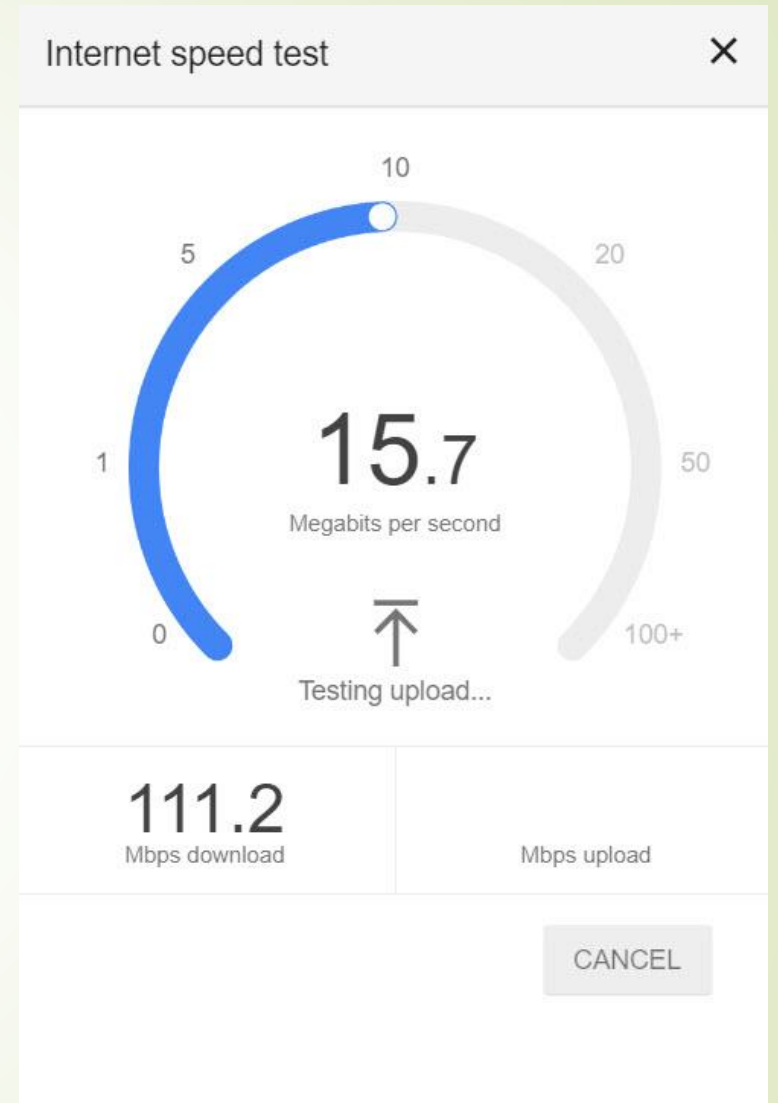 Internet speed test
10
5
20
15.7
1
50
Megabits per second
0
100+
Testing upload...
111.2
Mbps download
Mbps upload
CANCEL